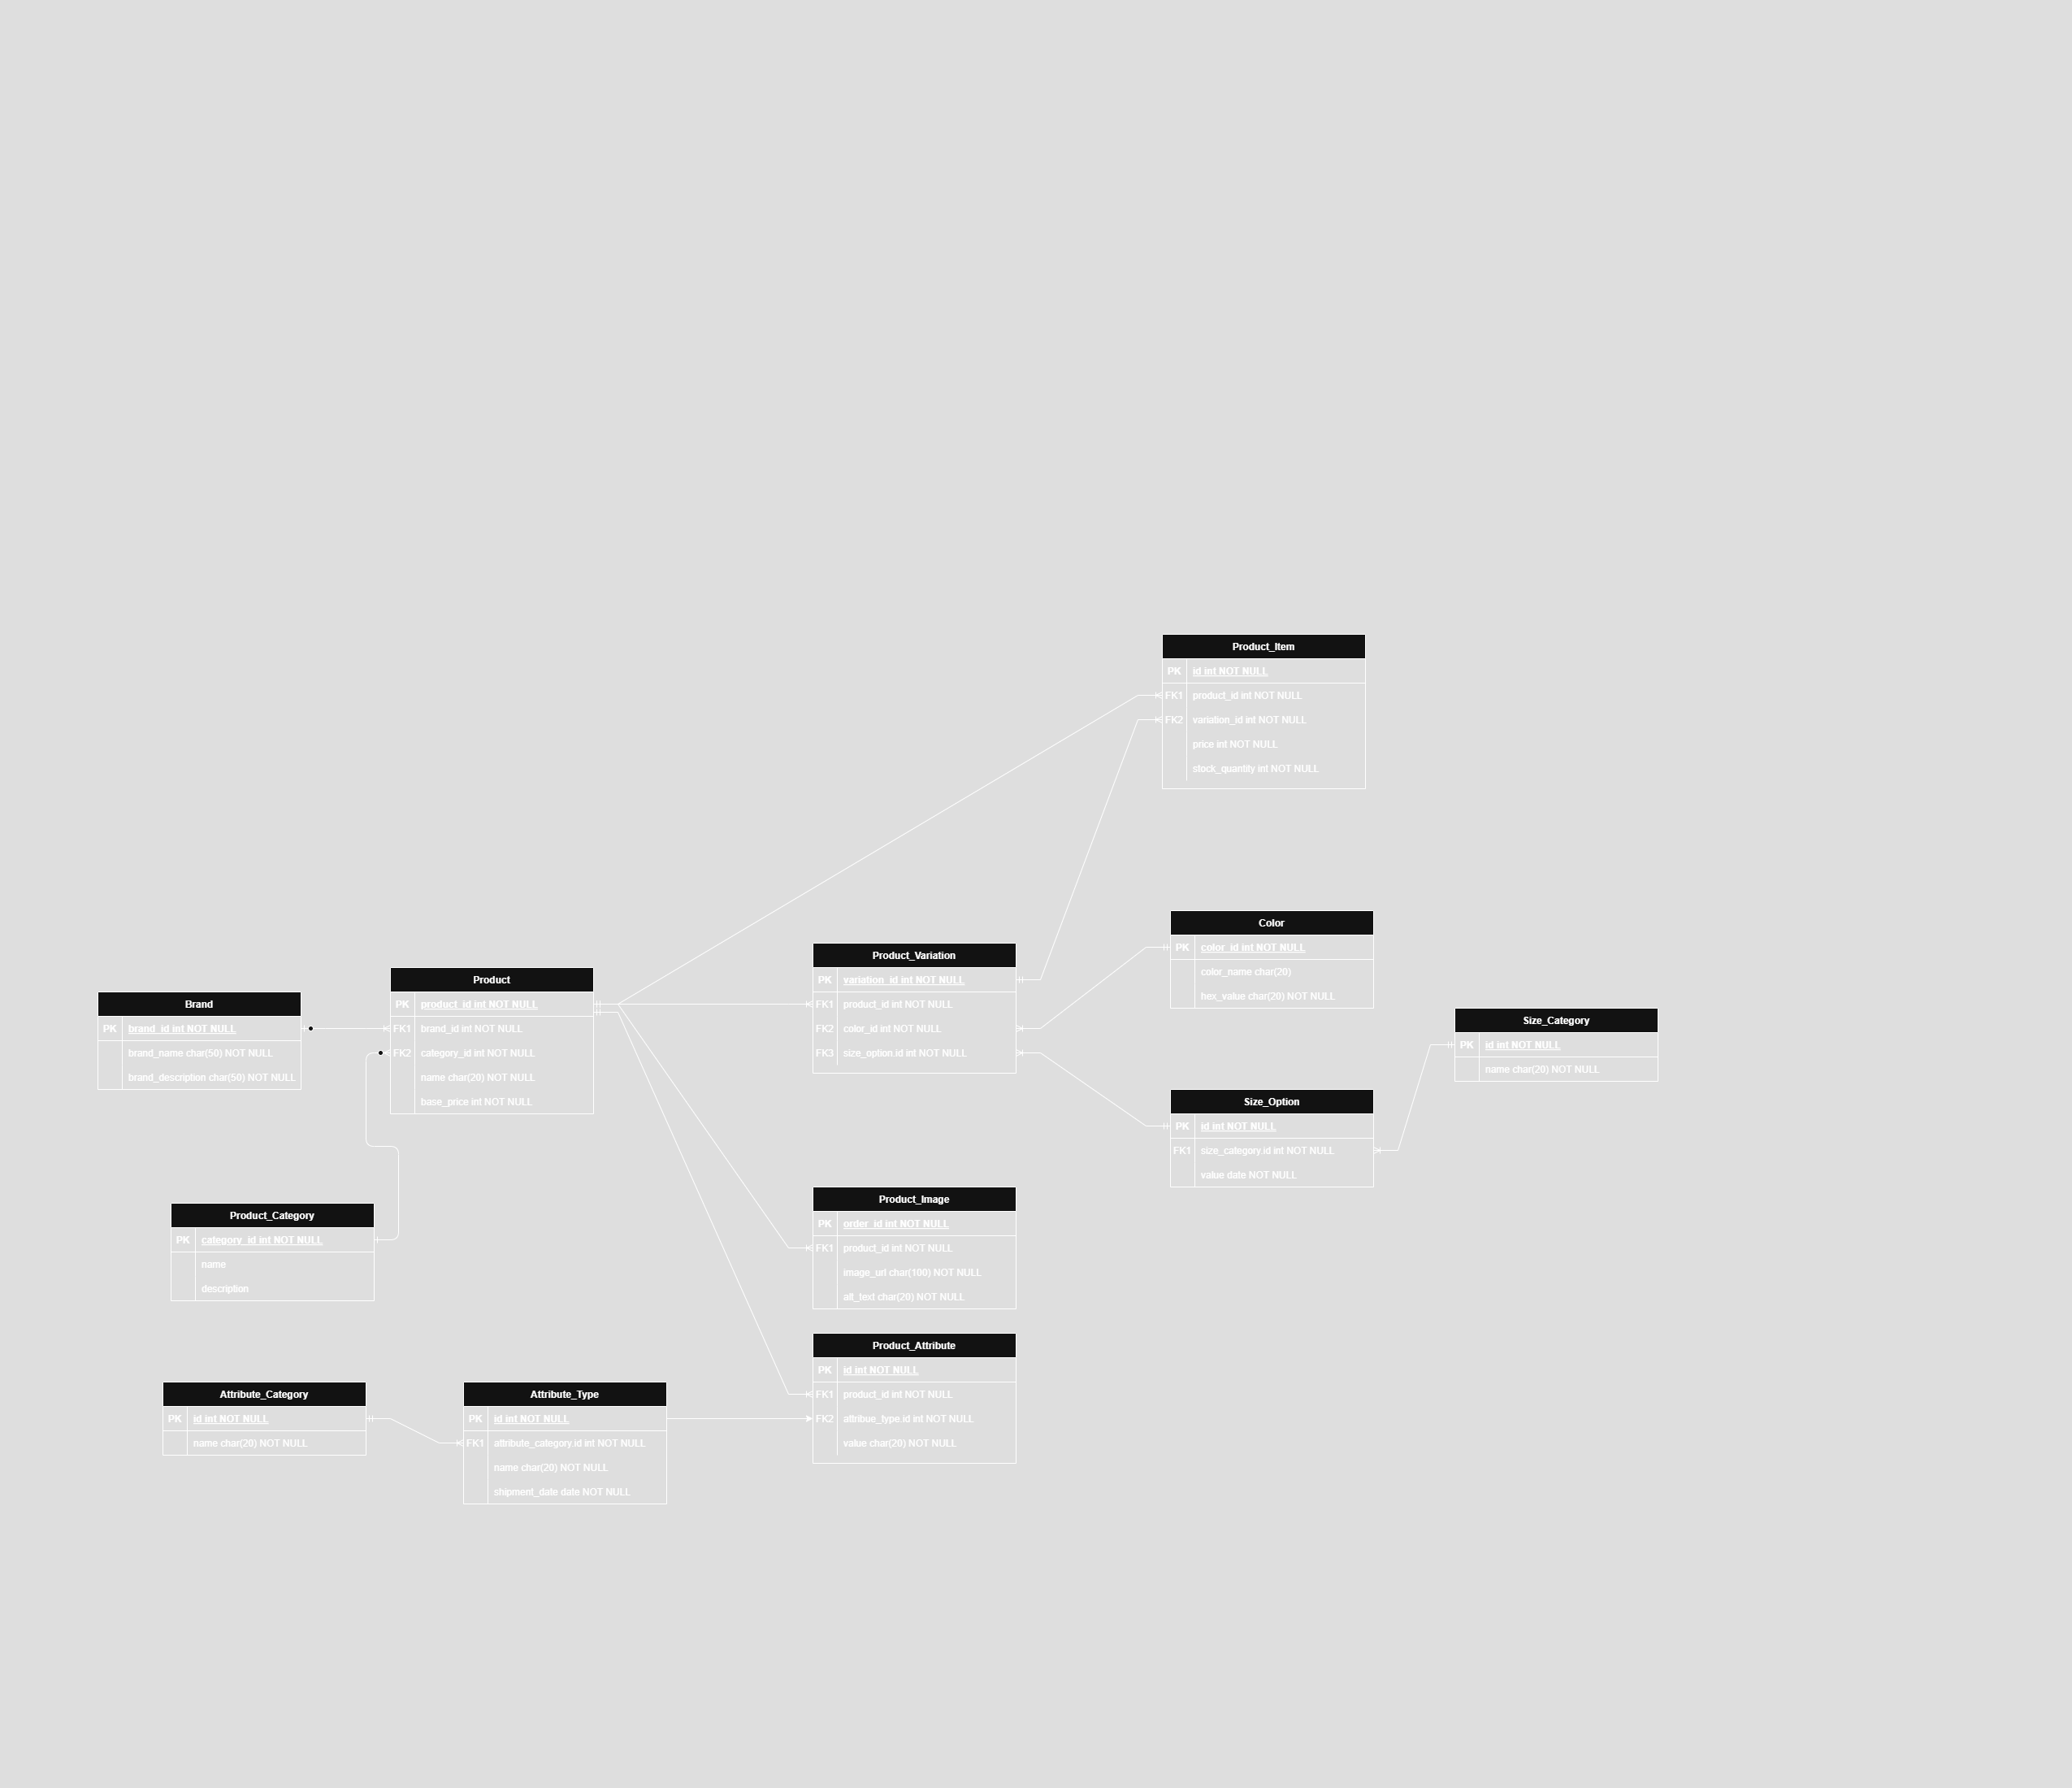 Product_Item
PK id int NOT NULL
FK1 product_id int NOT NULL
FK2 variation_id int NOT NULL
price int NOT NULL
stock_quantity int NOT NULL
Brand
PK brand_id int NOT NULL
brand_name char(50) NOT NULL
brand_description char(50) NOT NULL
Product
PK product_id int NOT NULL
FK1 brand_id int NOT NULL
FK2 category_id int NOT NULL
name char(20) NOT NULL
base_price int NOT NULL
Product_Variation
PK variation_id int NOT NULL
FK1 product_id int NOT NULL
FK2 color_id int NOT NULL
FK3 size_option.id int NOT NULL
Color
PK color_id int NOT NULL
color_name char(20)
hex_value char(20) NOT NULL
Size_Category
PK id int NOT NULL
name char(20) NOT NULL
Size_Option
PK id int NOT NULL
FK1 size_category.id int NOT NULL
value date NOT NULL
Product_Category
PK category_id int NOT NULL
name
description
Product_Image
PK order_id int NOT NULL
FK1 product_id int NOT NULL
image_url char(100) NOT NULL
alt_text char(20) NOT NULL
Attribute_Category
PK id int NOT NULL
name char(20) NOT NULL
Attribute_Type
PK id int NOT NULL
FK1 attribute_category.id int NOT NULL
name char(20) NOT NULL
shipment_date date NOT NULL
Product_Attribute
PK id int NOT NULL
FK1 product_id int NOT NULL
FK2 attribue_type.id int NOT NULL
value char(20) NOT NULL